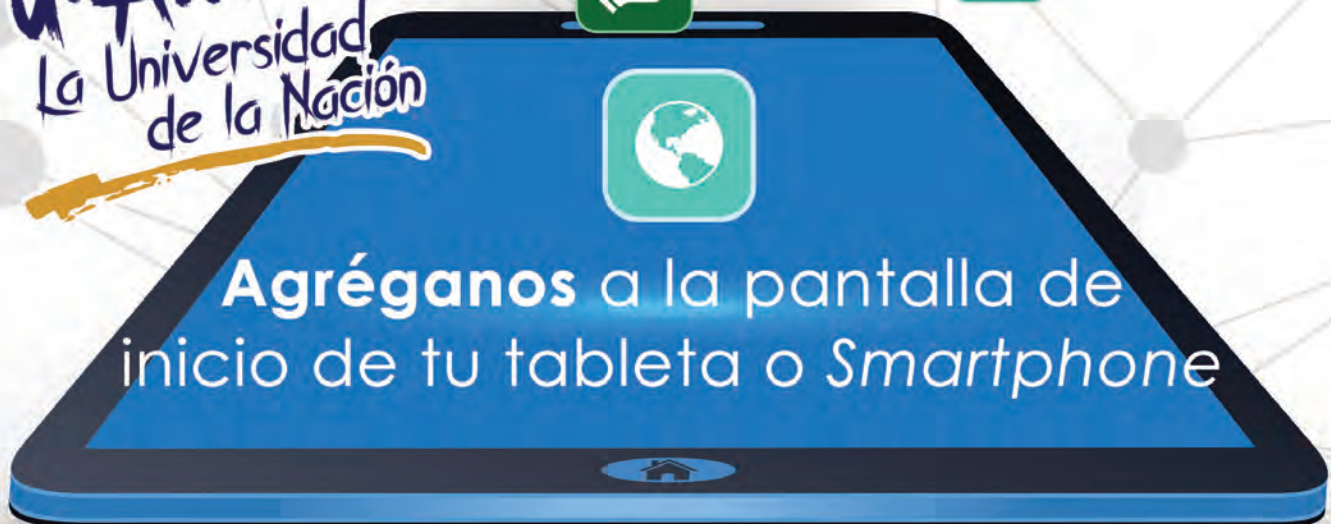 La Universidad
de la Nación
Agréganos a la pantalla de
inicio de tu tableta o Smartphone